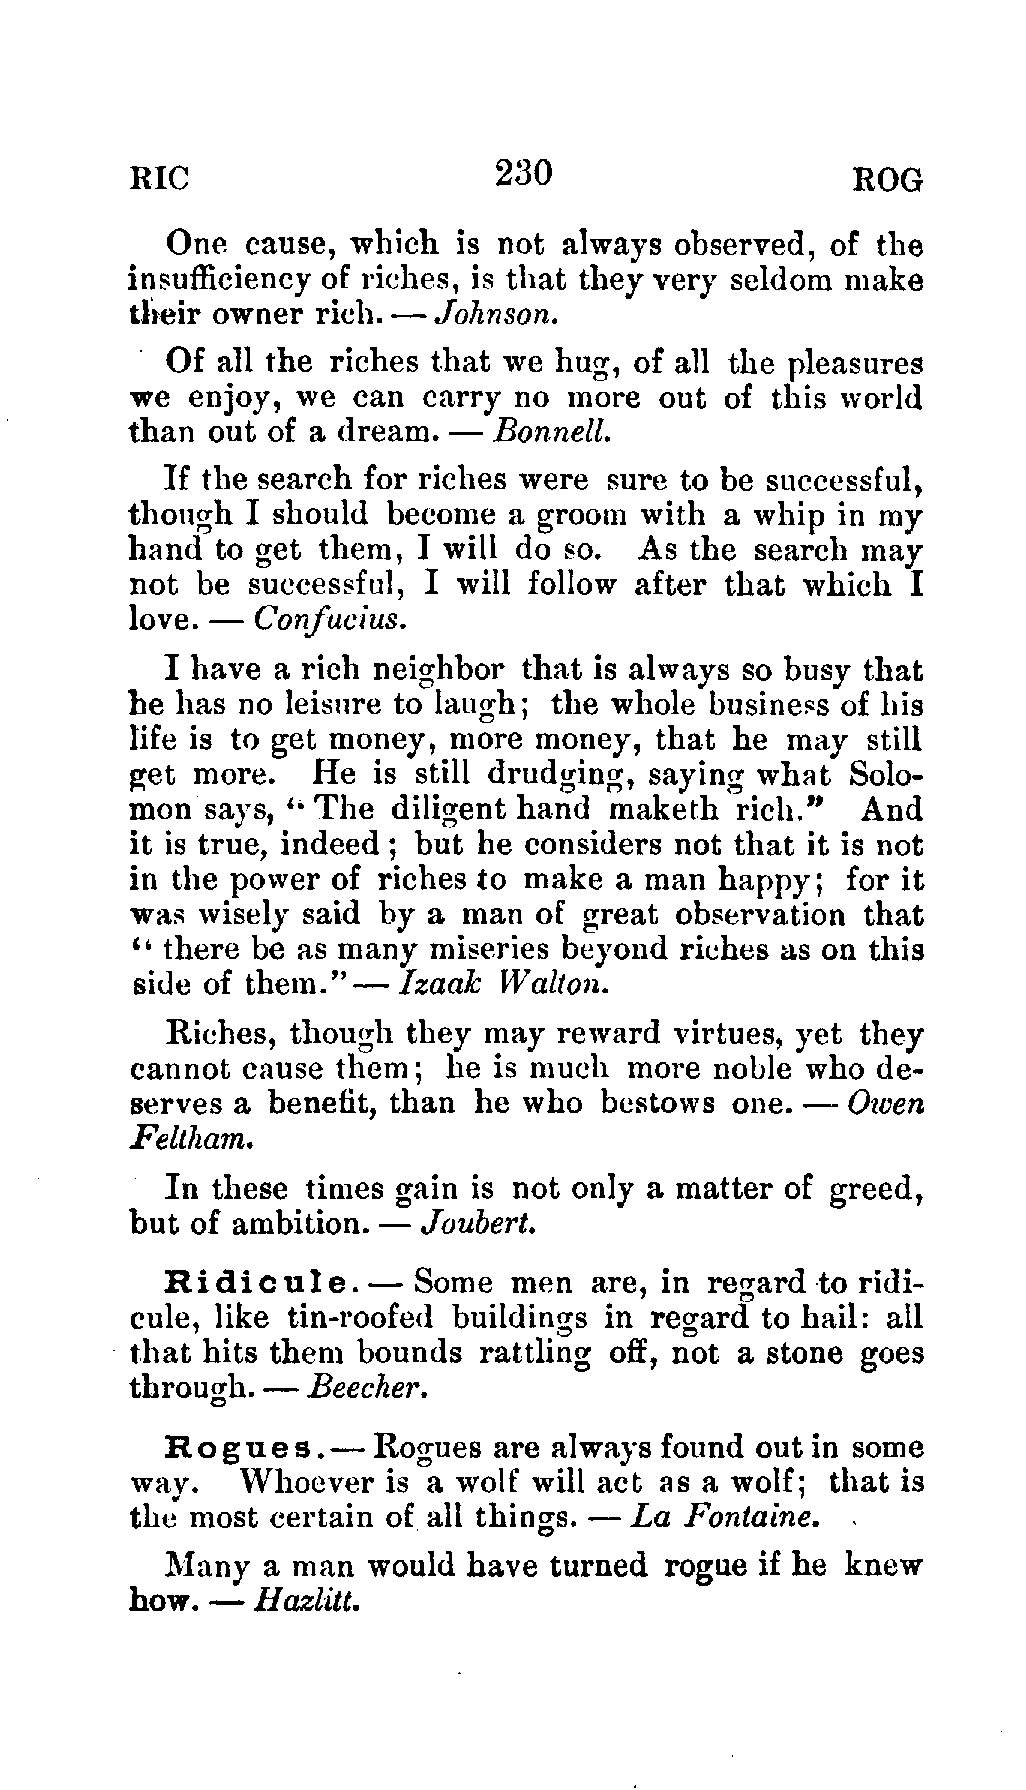 RIC 230 ROG
One cause, which is not always observed, of the
insufficiency of riches, is that they very seldom make
their owner rich. — Johnson.
Of all the riches that we hug, of all the pleasures
we enjoy, we can carry no more out of this world
than out of a dream. — Bonnell.
If the search for riches were sure to be successful,
though I should become a groom with a whip in my
hand to get them, I will do so. As the search may
not be successful, I will follow after that which I
love. — Confucius.
I have a rich neighbor that is always so busy that
he has no leisure to laugh; the whole business of his
life is to get money, more money, that he may still
get more. He is still drudging, saying what Solo-
mon says, “ The diligent hand maketh rich.” And
it is true, indeed ; but he considers not that it is not
in the power of riches to make a man happy; for it
was wisely said by a man of great observation that
“ there be as many miseries beyond riches as on this
side of them.” — Izaak Walton.
Riches, though they may reward virtues, yet they
cannot cause them; he is much more noble who de-
serves a benefit, than he who bestows one. — Owen
Feltham.
In these times gain is not only a matter of greed,
but of ambition. — Joubert.
Ridicule. — Some men are, in regard to ridi-
cule, like tin-roofed buildings in regard to hail: all
that hits them bounds rattling off, not a stone goes
through. — Beecher.
Rogues. — Rogues are always found out in some
way. Whoever is a wolf will act as a wolf; that is
the most certain of all things. — La Fontaine.
Many a man would have turned rogue if he knew
how. — Hazlitt.